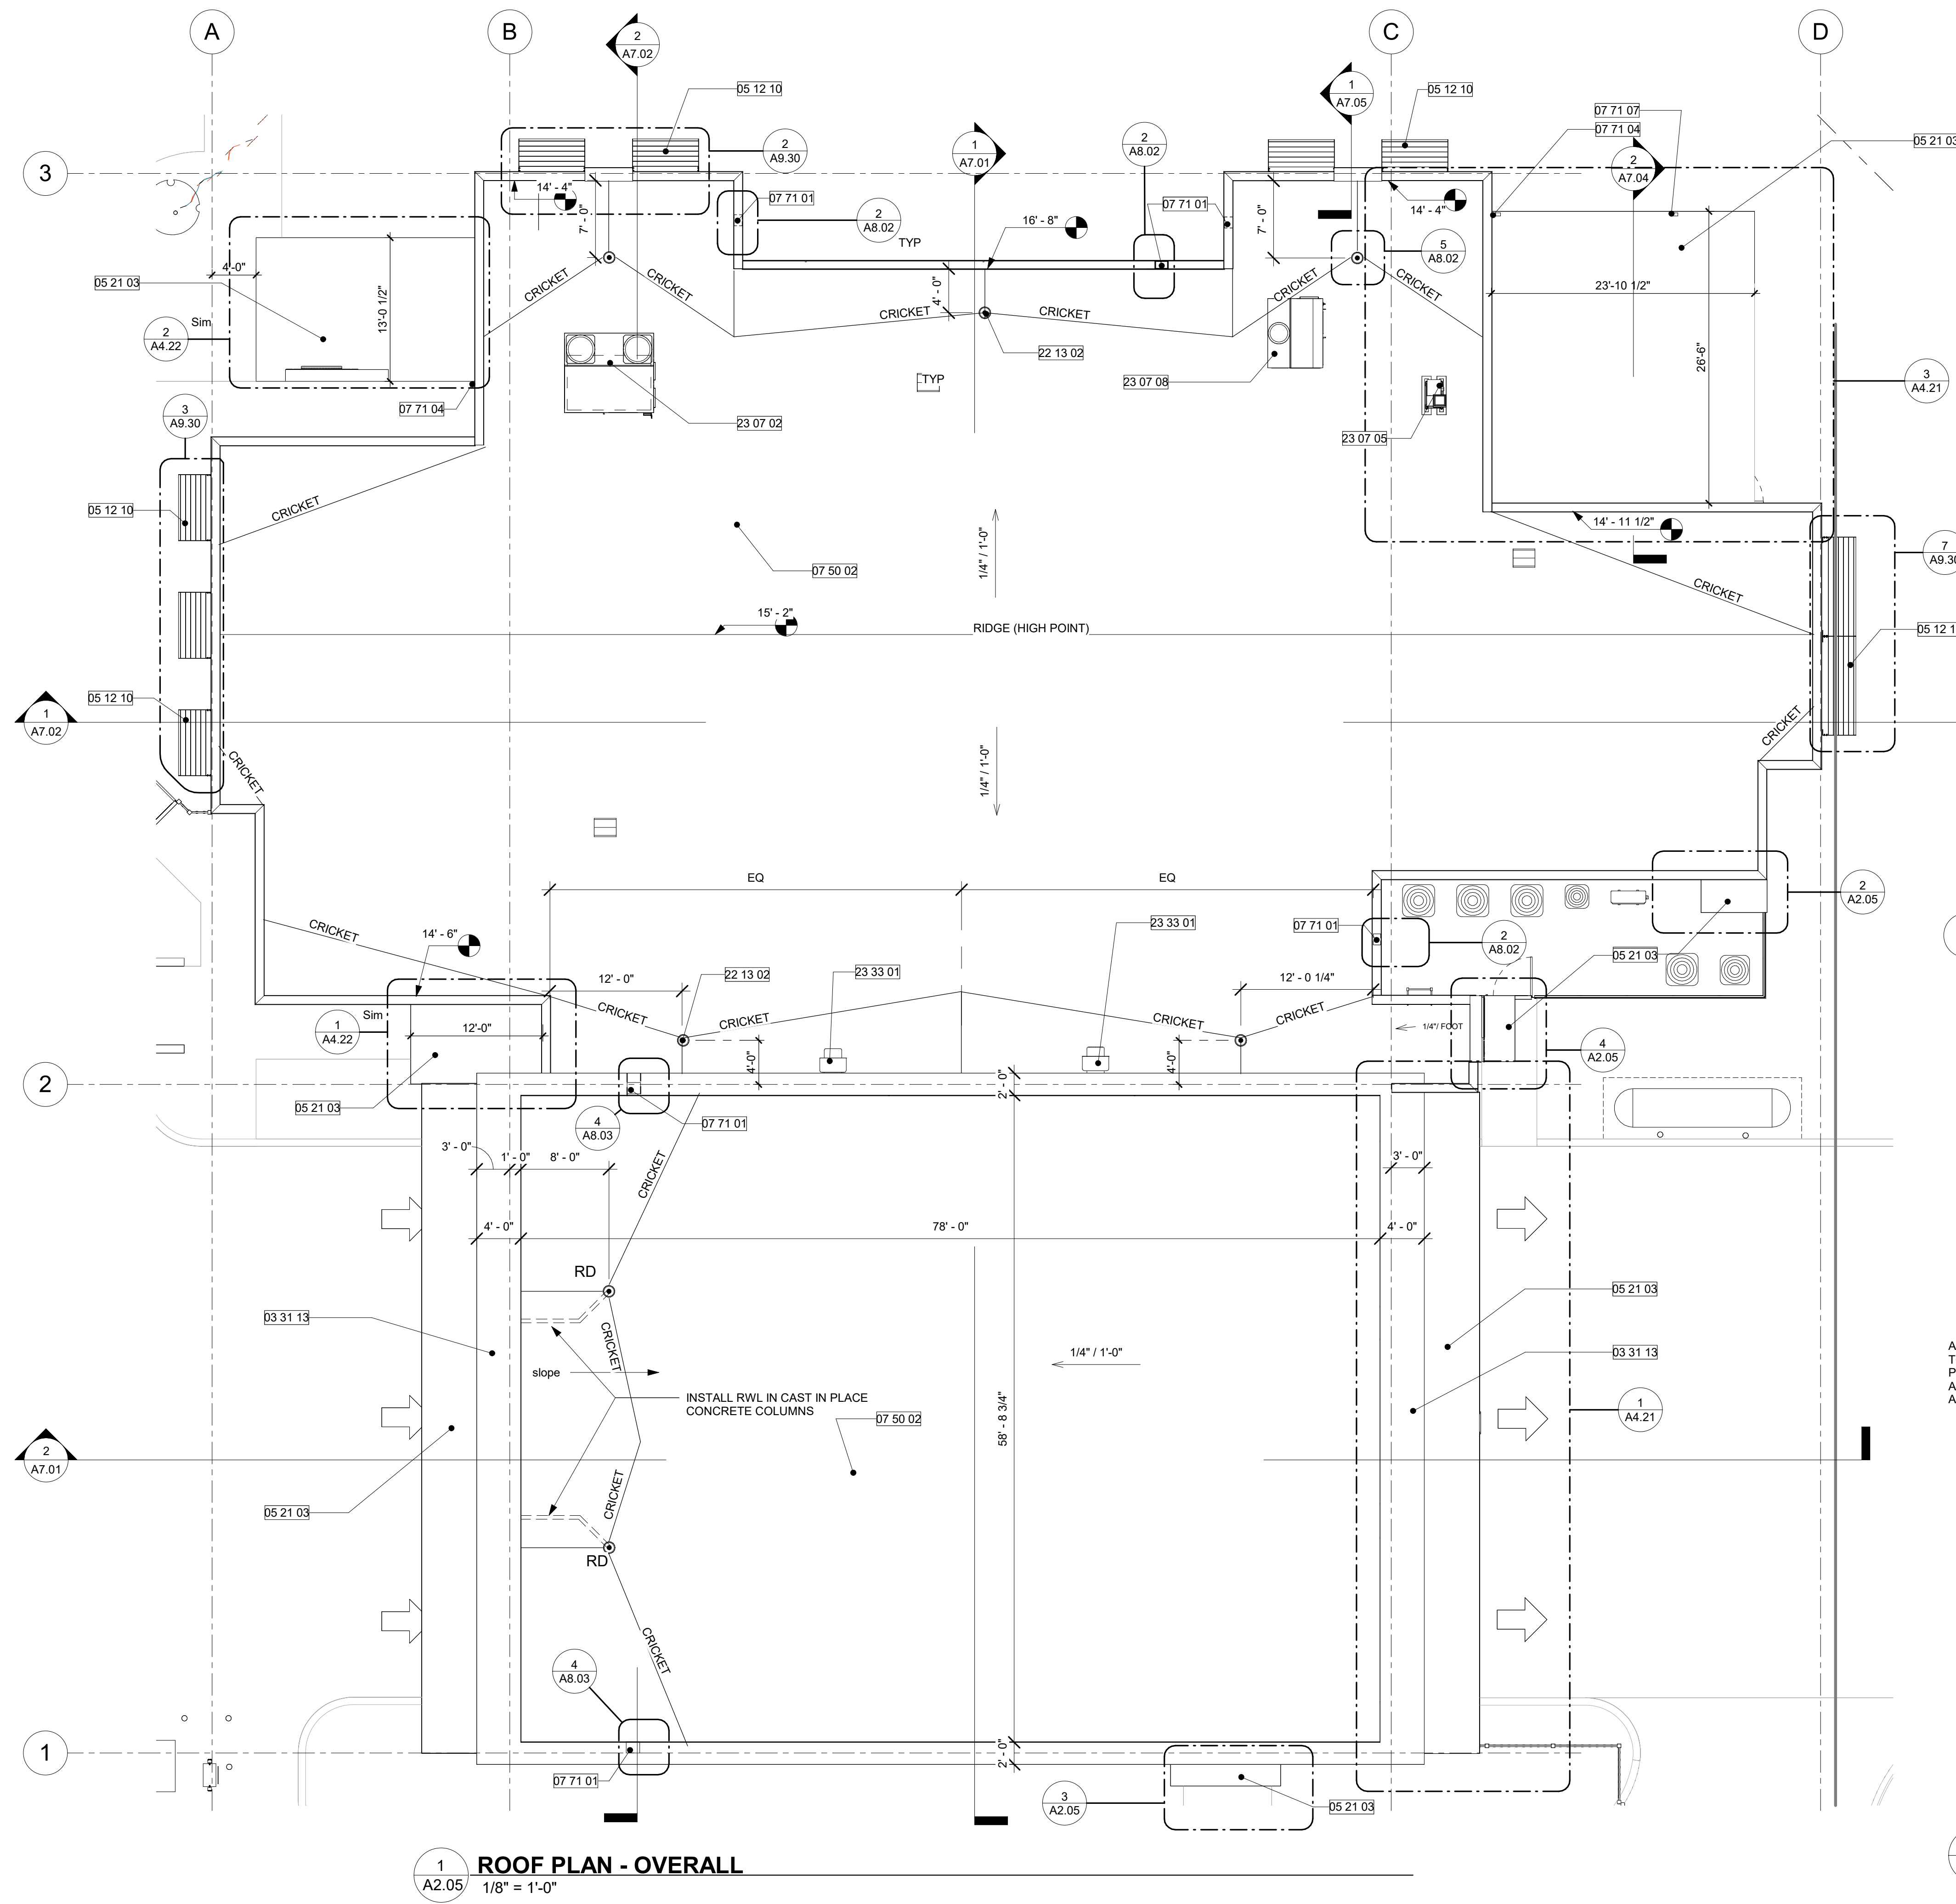 A
B
C
D
2
A7.02
1
A7.05
05 12 10
05 12 10
07 71 07
07 71 04
05 21 03
2
A9.30
1
A7.01
2
A8.02
2
A7.04
3
14' - 4"
7' - 0"
07 71 01
2
A8.02
TYP
16' - 8"
07 71 01
7' - 0"
14' - 4"
5
A8.02
4'-0"
05 21 03
13'-0 1/2"
Sim
2
A4.22
CRICKET
CRICKET
CRICKET
4' - 0"
CRICKET
CRICKET
CRICKET
23'-10 1/2"
26'-6"
22 13 02
23 07 08
TYP
3
A4.21
07 71 04
3
A9.30
23 07 02
23 07 05
CRICKET
05 12 10
07 50 02
1/4" / 1'-0"
14' - 11 1/2"
7
A9.30
CRICKET
15' - 2"
RIDGE (HIGH POINT)
05 12 1
05 12 10
1
A7.02
CRICKET
1/4" / 1'-0"
CRICKET
EQ
EQ
2
A2.05
CRICKET
14' - 6"
23 33 01
07 71 01
2
A8.02
05 21 03
12' - 0"
22 13 02
23 33 01
12' - 0 1/4"
Sim
1
A4.22
12'-0"
CRICKET
CRICKET
CRICKET
CRICKET
1/4"/ FOOT
4
A2.05
4'-0"
4'-0"
2
2' - 0"
05 21 03
4
A8.03
07 71 01
3' - 0"
1' - 0"
8' - 0"
CRICKET
3' - 0"
4' - 0"
78' - 0"
4' - 0"
RD
05 21 03
03 31 13
CRICKET
slope
1/4" / 1'-0"
03 31 13
INSTALL RWL IN CAST IN PLACE
CONCRETE COLUMNS
07 50 02
58' - 8 3/4"
1
A4.21
A
T
P
A
A
2
A7.01
05 21 03
CRICKET
RD
CRICKET
4
A8.03
1
2' - 0"
07 71 01
3
A2.05
05 21 03
1
A2.05
ROOF PLAN - OVERALL
1/8" = 1'-0"